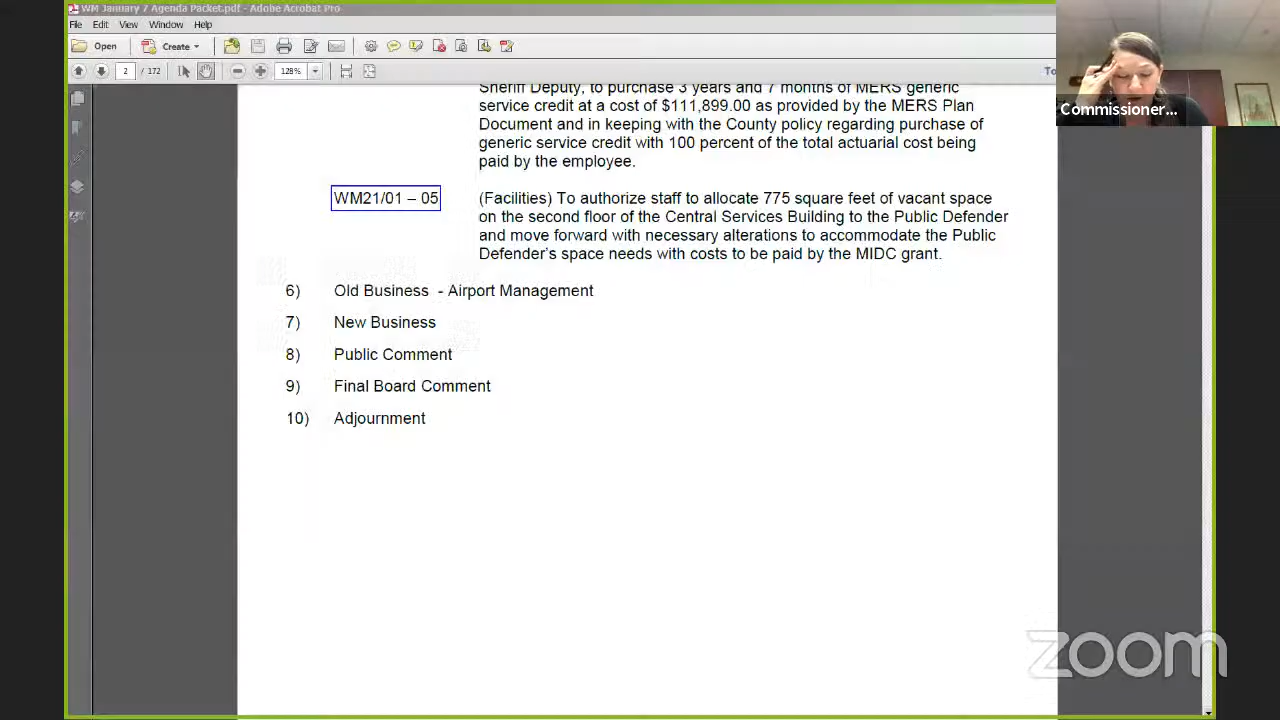 WM January 7 Agenda Packet.pdf - Adobe Acrobat Pro
File Edit View Window Help
Open Create
2 / 172 128% To
Sheriff Deputy, to purchase 3 years and 7 months of MERS generic
service credit at a cost of $111,899.00 as provided by the MERS Plan
Document and in keeping with the County policy regarding purchase of
generic service credit with 100 percent of the total actuarial cost being
paid by the employee.
WM21/01 – 05 (Facilities) To authorize staff to allocate 775 square feet of vacant space
on the second floor of the Central Services Building to the Public Defender
and move forward with necessary alterations to accommodate the Public
Defender's space needs with costs to be paid by the MIDC grant.
6) Old Business - Airport Management
7) New Business
8) Public Comment
9) Final Board Comment
10) Adjournment
Commissioner...
zoom